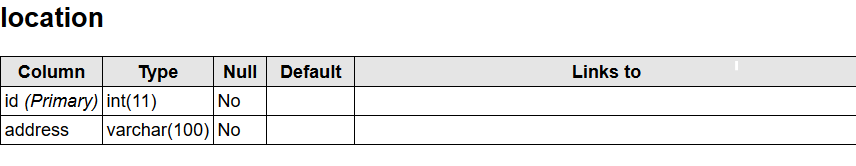 location
Column Type Null Default Links to
id (Primary) int(11) No
address varchar(100) No